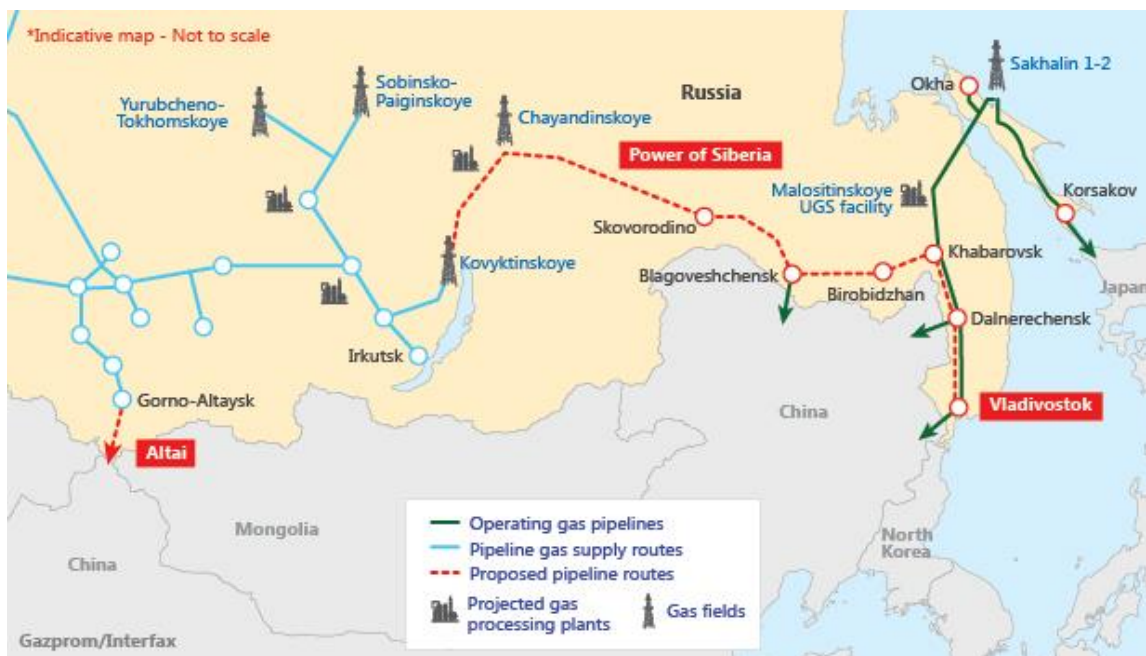 *Indicative map - Not to scale
Yurubcheno-
Tokhomskoye
Sobinsko-
Paiginskoye
Chayandinskoye
Russia
Okha
Sakhalin 1-2
Power of Siberia
Malositinskoye
UGS facility
Korsakov
Skovorodino
Kovyktinskoye
Blagoveshchensk
Birobidzhan
Khabarovsk
Japan
Dalnerechensk
Irkutsk
Gorno-Altaysk
China
Vladivostok
Altai
Mongolia
China
North
Korea
Operating gas pipelines
Pipeline gas supply routes
Proposed pipeline routes
Projected gas
processing plants
Gas fields
Gazprom/Interfax